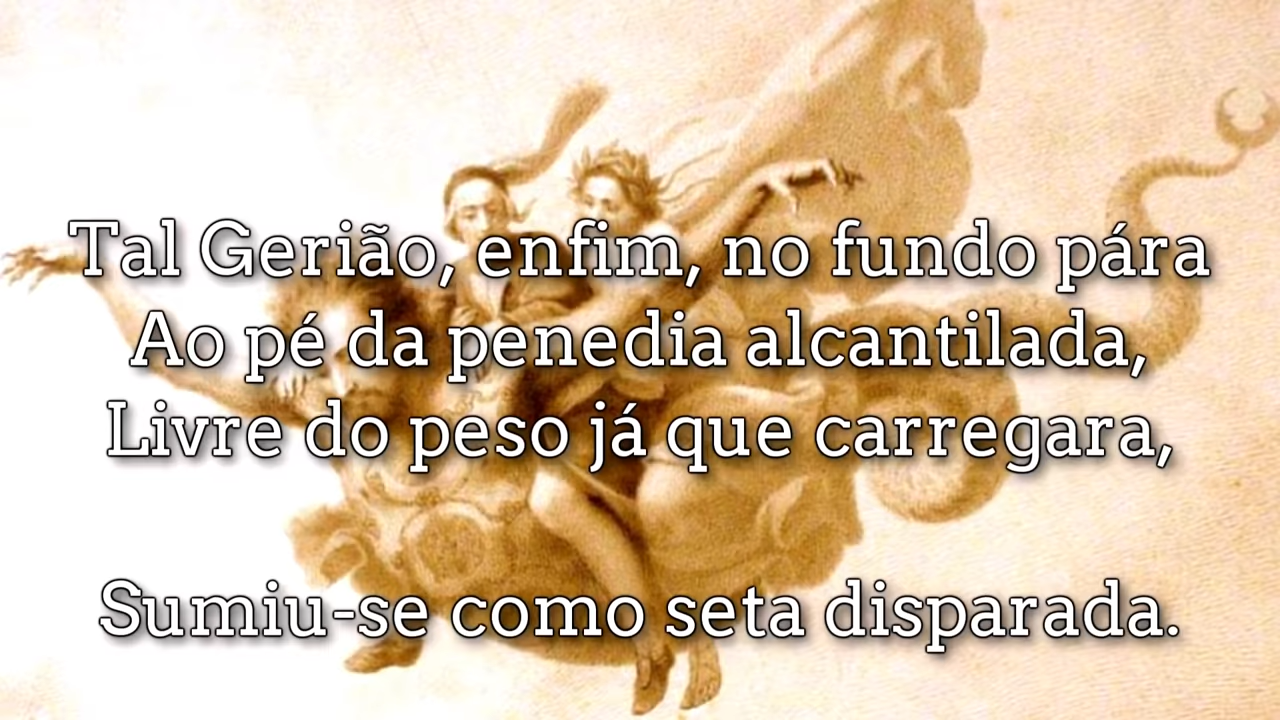 Tal Gerião, enfim, no fundo pára
Ao pé da penedia alcantilada,
Livre do peso já que carregara,
Sumiu-se como seta disparada.